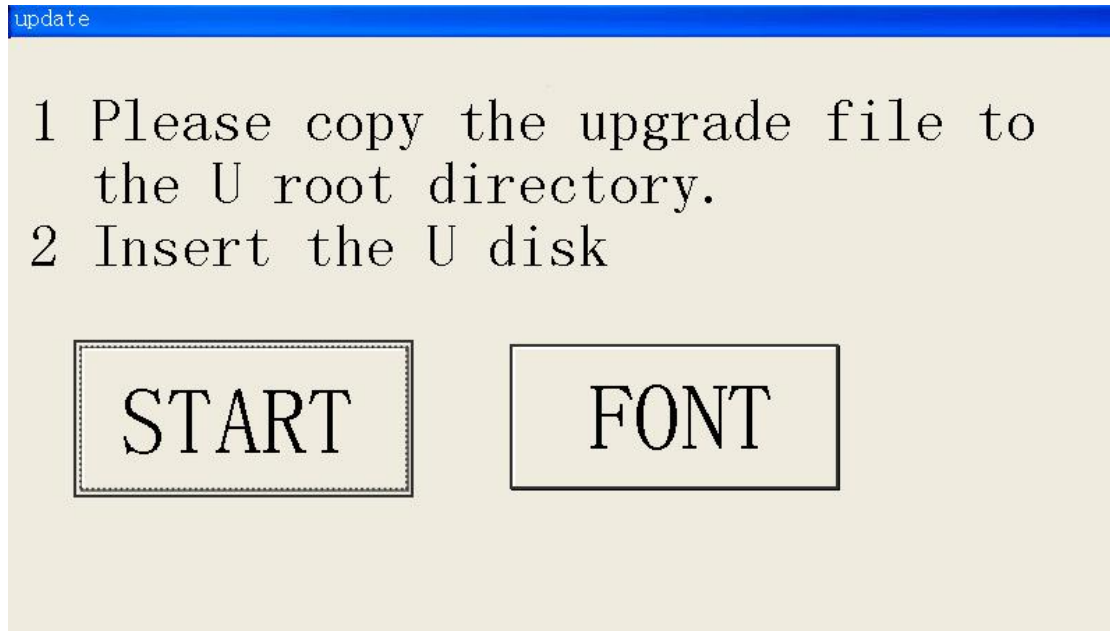 update
1 Please copy the upgrade file to
the U root directory.
2 Insert the U disk
START
FONT